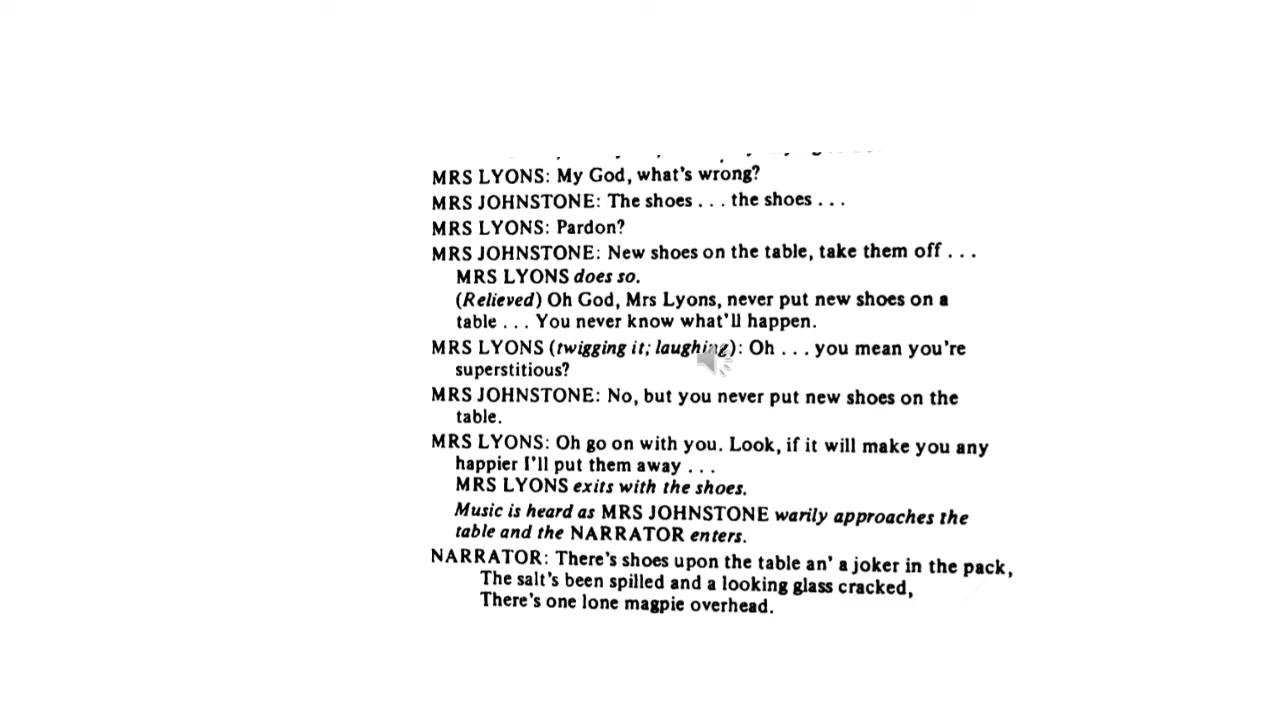 MRS LYONS: My God, what's wrong?
MRS JOHNSTONE: The shoes . . . the shoes . . .
MRS LYONS: Pardon?
MRS JOHNSTONE: New shoes on the table, take them off . . .
MRS LYONS does so.
(Relieved) Oh God, Mrs Lyons, never put new shoes on a
table . . . You never know what'll happen.
MRS LYONS (twigging it; laughing): Oh . . . you mean you're
superstitious?
MRS JOHNSTONE: No, but you never put new shoes on the
table.
MRS LYONS: Oh go on with you. Look, if it will make you any
happier I'll put them away . . .
MRS LYONS exits with the shoes.
Music is heard as MRS JOHNSTONE warily approaches the
table and the NARRATOR enters.
NARRATOR: There's shoes upon the table an' a joker in the pack,
The salt's been spilled and a looking glass cracked,
There's one lone magpie overhead.